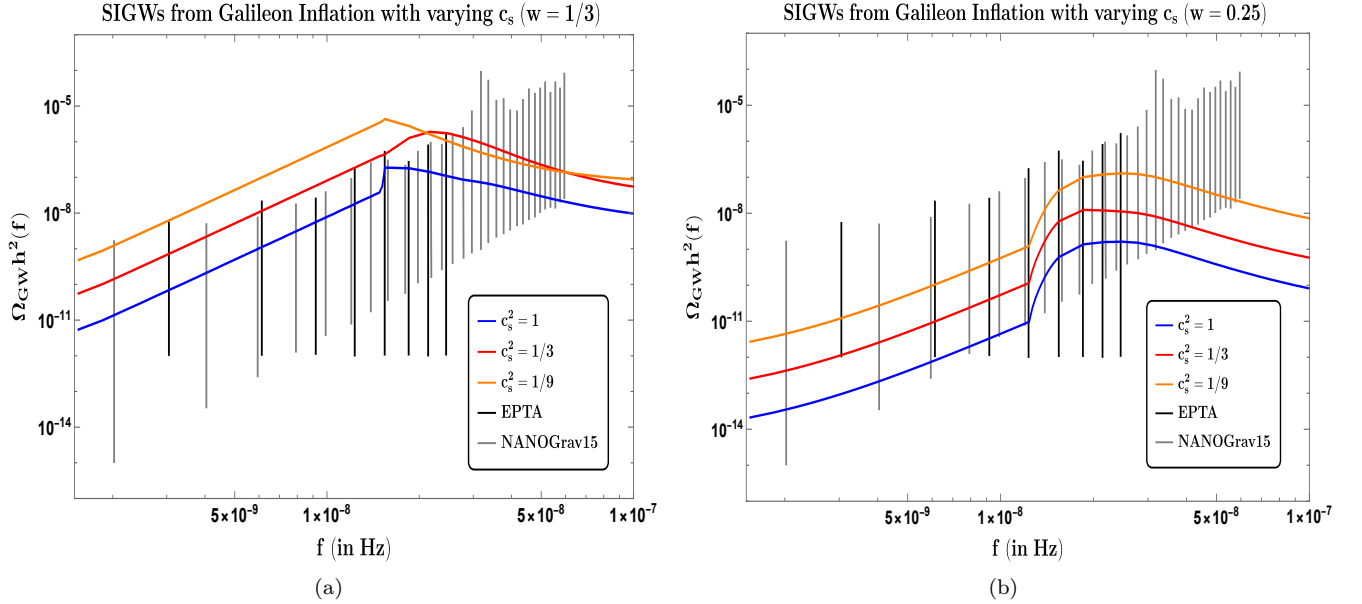 SIGWs from Galileon Inflation with varying cₛ (w = 1/3)
10⁻⁵
10⁻⁸
10⁻¹¹
10⁻¹⁴
Ω_GW h²(f)
5×10⁻⁹ 1×10⁻⁸ 5×10⁻⁸ 1×10⁻⁷
f (in Hz)
cₛ² = 1
cₛ² = 1/3
cₛ² = 1/9
EPTA
NANOGrav15
(a)
SIGWs from Galileon Inflation with varying cₛ (w = 0.25)
10⁻⁵
10⁻⁸
10⁻¹¹
10⁻¹⁴
Ω_GW h²(f)
5×10⁻⁹ 1×10⁻⁸ 5×10⁻⁸ 1×10⁻⁷
f (in Hz)
cₛ² = 1
cₛ² = 1/3
cₛ² = 1/9
EPTA
NANOGrav15
(b)